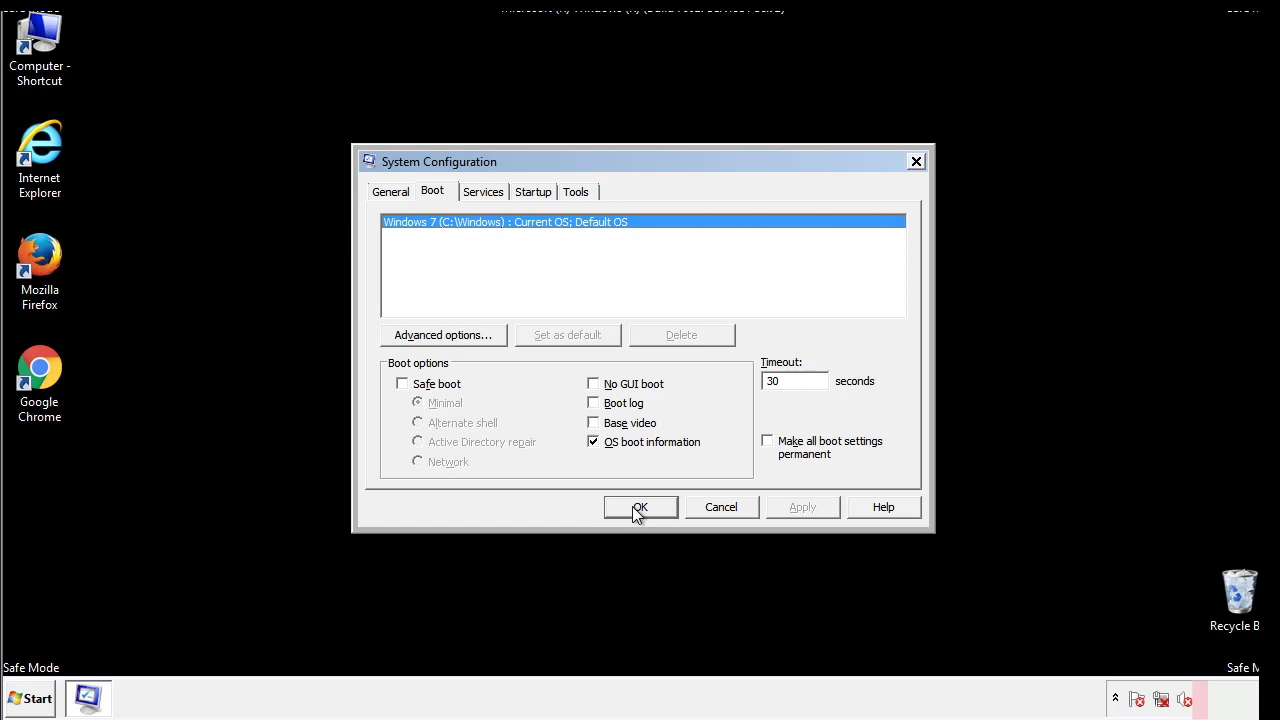 Computer -
Shortcut
Internet
Explorer
Mozilla
Firefox
Google
Chrome
System Configuration
General Boot Services Startup Tools
Windows 7 (C:\Windows) : Current OS; Default OS
Advanced options... Set as default Delete
Boot options
Safe boot
Minimal
Alternate shell
Active Directory repair
Network
No GUI boot
Boot log
Base video
OS boot information
Timeout:
30 seconds
Make all boot settings
permanent
OK Cancel Apply Help
Recycle B
Safe Mode
Safe M
Start